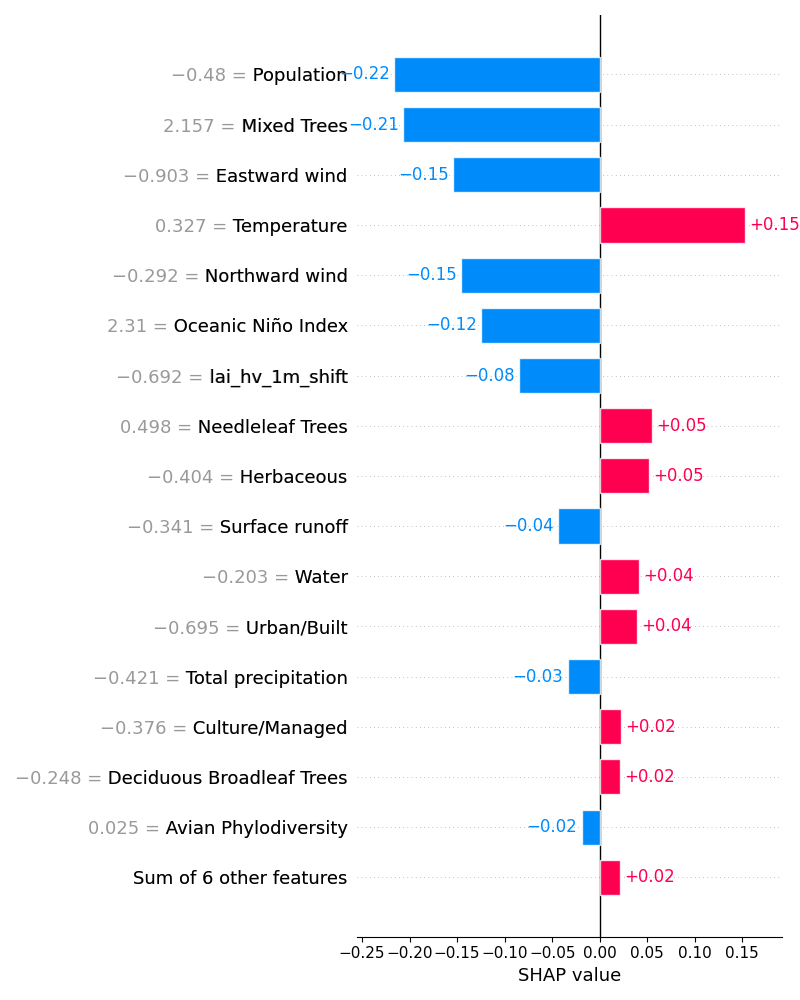 −0.48 = Population −0.22
2.157 = Mixed Trees −0.21
−0.903 = Eastward wind −0.15
0.327 = Temperature +0.15
−0.292 = Northward wind −0.15
2.31 = Oceanic Niño Index −0.12
−0.692 = lai_hv_1m_shift −0.08
0.498 = Needleleaf Trees +0.05
−0.404 = Herbaceous +0.05
−0.341 = Surface runoff −0.04
−0.203 = Water +0.04
−0.695 = Urban/Built +0.04
−0.421 = Total precipitation −0.03
−0.376 = Culture/Managed +0.02
−0.248 = Deciduous Broadleaf Trees +0.02
0.025 = Avian Phylodiversity −0.02
Sum of 6 other features +0.02
−0.25 −0.20 −0.15 −0.10 −0.05 0.00 0.05 0.10 0.15
SHAP value